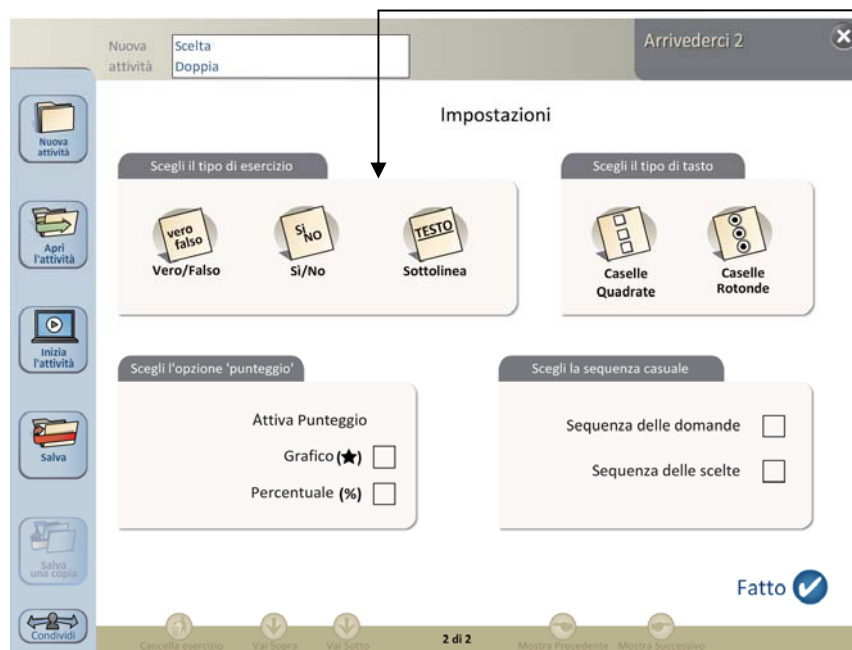 Nuova
attività
Scelta
Doppia
Arrivederci 2
Impostazioni
Nuova
attività
Apri
l'attività
Inizia
l'attività
Salva
Salva
una copia
Condividi
Scegli il tipo di esercizio
vero
falso
Vero/Falso
Sì
NO
Sì/No
TESTO
Sottolinea
Scegli il tipo di tasto
Caselle
Quadrate
Caselle
Rotonde
Scegli l'opzione 'punteggio'
Attiva Punteggio
Grafico (★)
Percentuale (%)
Scegli la sequenza casuale
Sequenza delle domande
Sequenza delle scelte
Fatto
Cancella esercizio
Vai Sopra
Vai Sotto
2 di 2
Mostra Precedente
Mostra Successivo